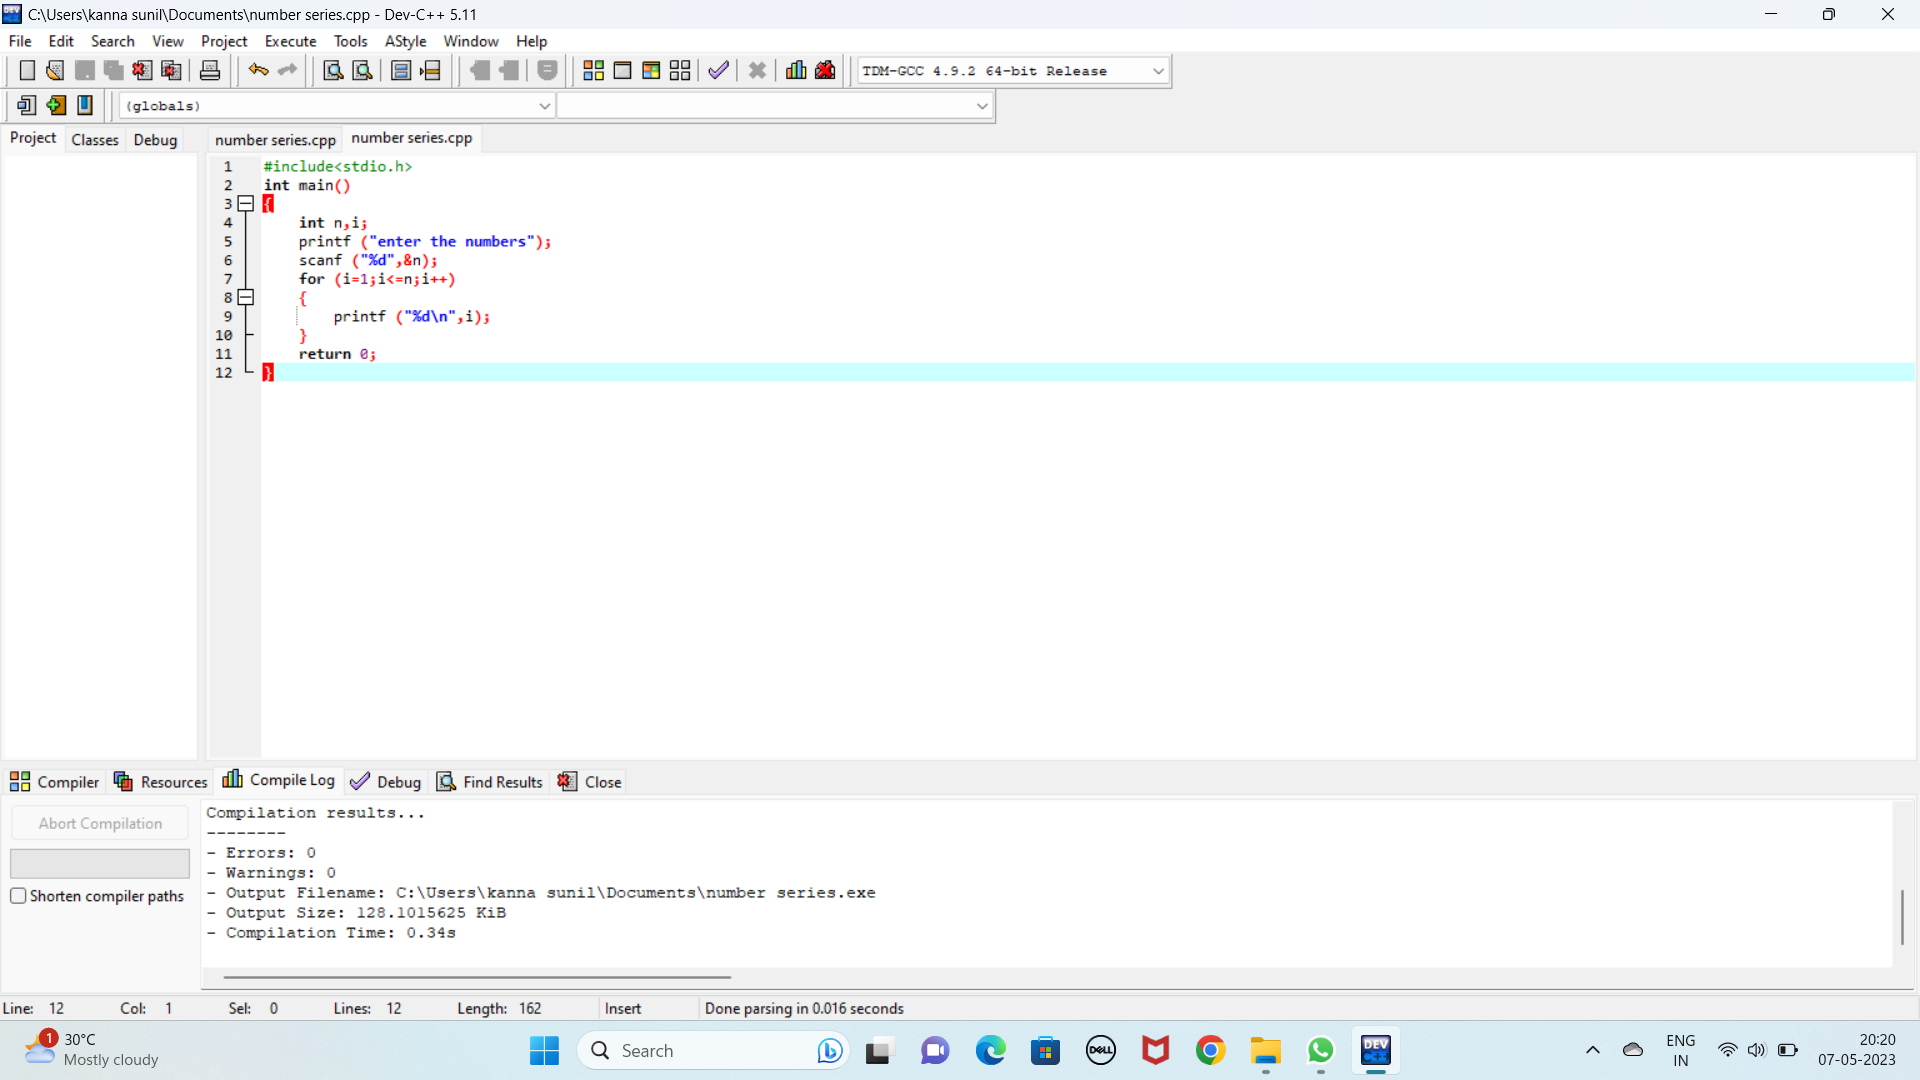 C:\Users\kanna sunil\Documents\number series.cpp - Dev-C++ 5.11
File Edit Search View Project Execute Tools AStyle Window Help
TDM-GCC 4.9.2 64-bit Release
(globals)
Project Classes Debug number series.cpp number series.cpp
1 #include<stdio.h>
2 int main()
3 {
4 int n,i;
5 printf ("enter the numbers");
6 scanf ("%d",&n);
7 for (i=1;i<=n;i++)
8 {
9 printf ("%d\n",i);
10 }
11 return 0;
12 }
Compiler Resources Compile Log Debug Find Results Close
Abort Compilation
Shorten compiler paths
Compilation results...
--------
- Errors: 0
- Warnings: 0
- Output Filename: C:\Users\kanna sunil\Documents\number series.exe
- Output Size: 128.1015625 KiB
- Compilation Time: 0.34s
Line: 12 Col: 1 Sel: 0 Lines: 12 Length: 162 Insert Done parsing in 0.016 seconds
1
30°C
Mostly cloudy
Search
DELL
DEV
C++
ENG
IN
20:20
07-05-2023